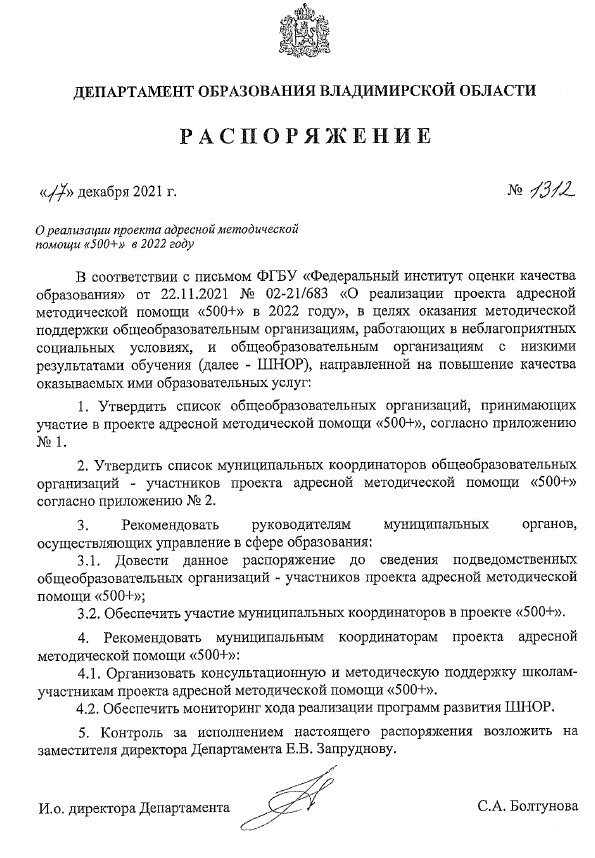 ДЕПАРТАМЕНТ ОБРАЗОВАНИЯ ВЛАДИМИРСКОЙ ОБЛАСТИ
РАСПОРЯЖЕНИЕ
«17» декабря 2021 г. № 1312
О реализации проекта адресной методической
помощи «500+» в 2022 году
В соответствии с письмом ФГБУ «Федеральный институт оценки качества
образования» от 22.11.2021 № 02-21/683 «О реализации проекта адресной
методической помощи «500+» в 2022 году», в целях оказания методической
поддержки общеобразовательным организациям, работающих в неблагоприятных
социальных условиях, и общеобразовательным организациям с низкими
результатами обучения (далее - ШНОР), направленной на повышение качества
оказываемых ими образовательных услуг:
1. Утвердить список общеобразовательных организаций, принимающих
участие в проекте адресной методической помощи «500+», согласно приложению
№ 1.
2. Утвердить список муниципальных координаторов общеобразовательных
организаций - участников проекта адресной методической помощи «500+»
согласно приложению № 2.
3. Рекомендовать руководителям муниципальных органов,
осуществляющих управление в сфере образования:
3.1. Довести данное распоряжение до сведения подведомственных
общеобразовательных организаций - участников проекта адресной методической
помощи «500+»;
3.2. Обеспечить участие муниципальных координаторов в проекте «500+».
4. Рекомендовать муниципальным координаторам проекта адресной
методической помощи «500+»:
4.1. Организовать консультационную и методическую поддержку школам-
участникам проекта адресной методической помощи «500+».
4.2. Обеспечить мониторинг хода реализации программ развития ШНОР.
5. Контроль за исполнением настоящего распоряжения возложить на
заместителя директора Департамента Е.В. Запруднову.
И.о. директора Департамента С.А. Болтунова